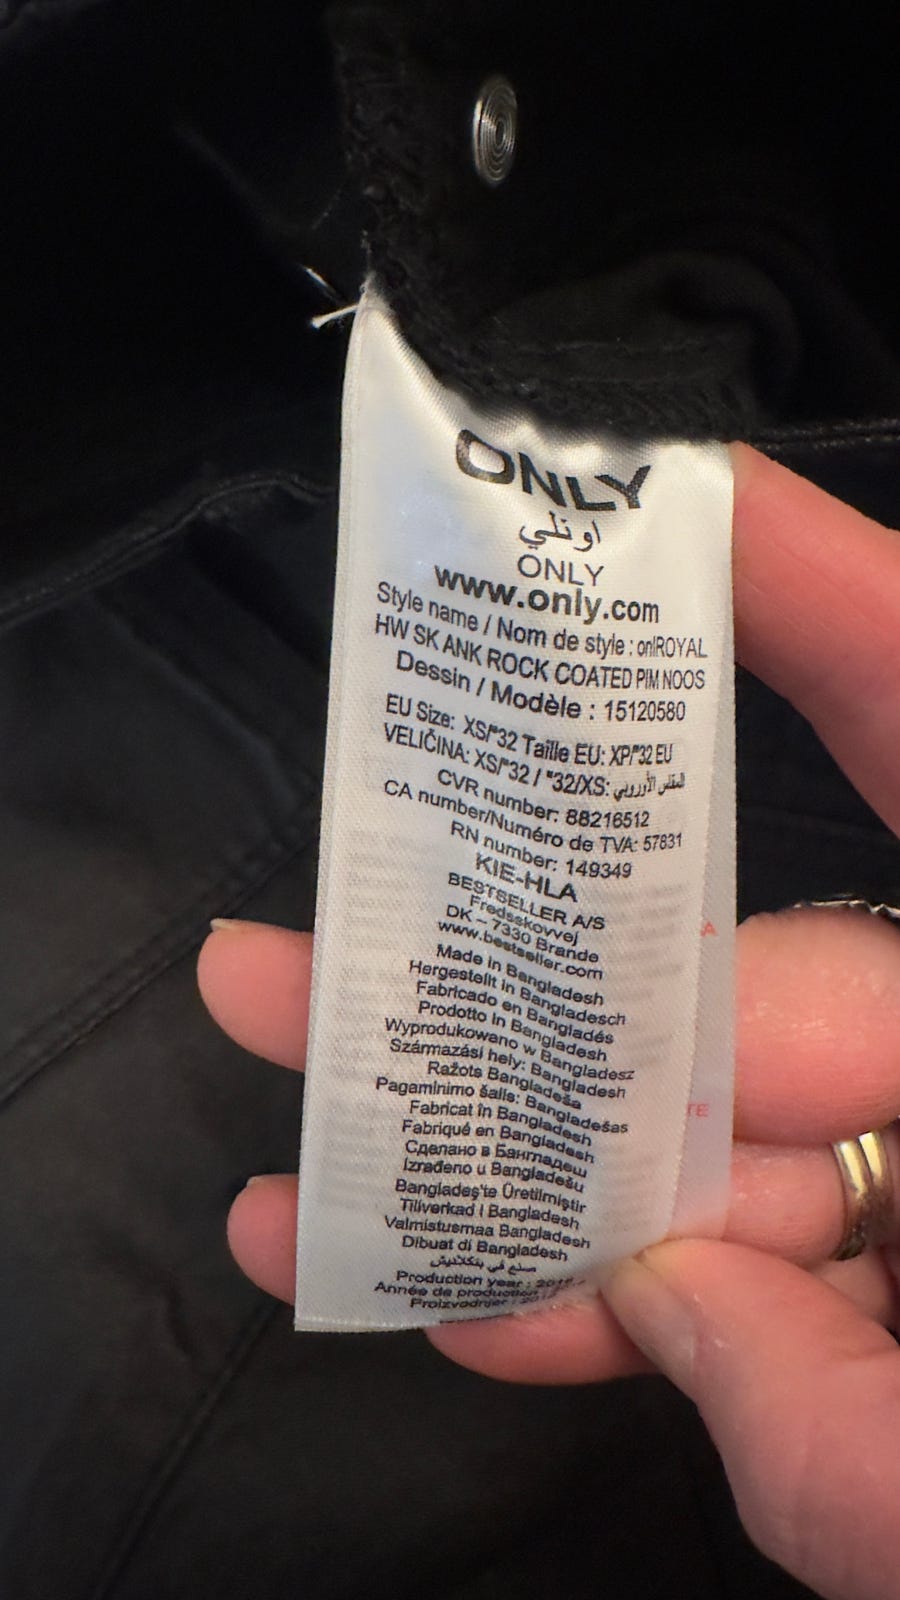 ONLY
اونلي
ONLY
www.only.com
Style name / Nom de style : onlROYAL
HW SK ANK ROCK COATED PIM NOOS
Dessin / Modèle : 15120580
EU Size: XS/"32 Taille EU: XP/"32 EU
VELIČINA: XS/"32 / "32/XS: المقاس الأوروبي
CVR number: 88216512
CA number/Numéro de TVA: 57831
RN number: 149349
KIE-HLA
BESTSELLER A/S
Fredsskovvej
DK – 7330 Brande
www.bestseller.com
Made in Bangladesh
Hergestellt in Bangladesch
Fabricado en Bangladés
Prodotto in Bangladesh
Wyprodukowano w Bangladesz
Származási hely: Bangladesh
Ražots Bangladeša
Pagaminimo šalis: Bangladešas
Fabricat în Bangladesh
Fabriqué en Bangladesh
Сделано в Бангладеш
Izrađeno u Bangladešu
Bangladeş'te Üretilmiştir
Tillverkad i Bangladesh
Valmistusmaa Bangladesh
Dibuat di Bangladesh
صنع في بنكلاديش
Production year :
Année de production
Proizvodnje :
TE